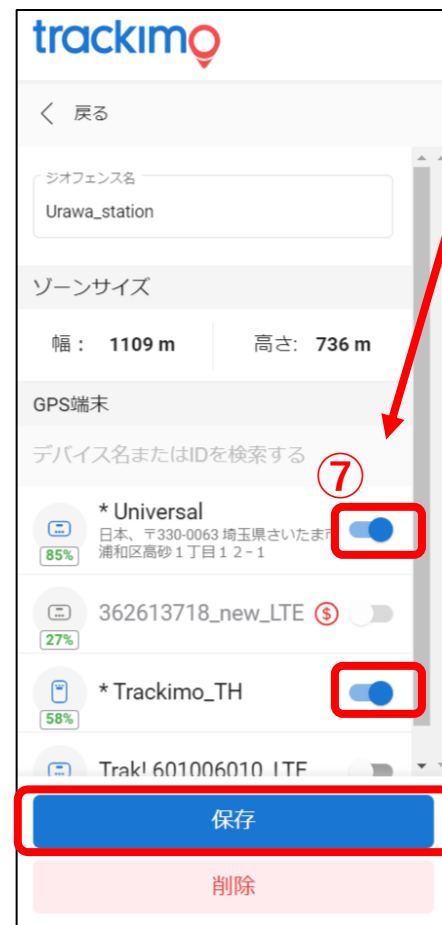 trackimo
戻る
ジオフェンス名
Urawa_station
ゾーンサイズ
幅： 1109 m 高さ: 736 m
GPS端末
デバイス名またはIDを検索する
⑦
* Universal
日本、〒330-0063 埼玉県さいたま市
浦和区高砂１丁目１２−１
85%
362613718_new_LTE $
27%
* Trackimo_TH
58%
Trak! 601006010 LTE
保存
削除